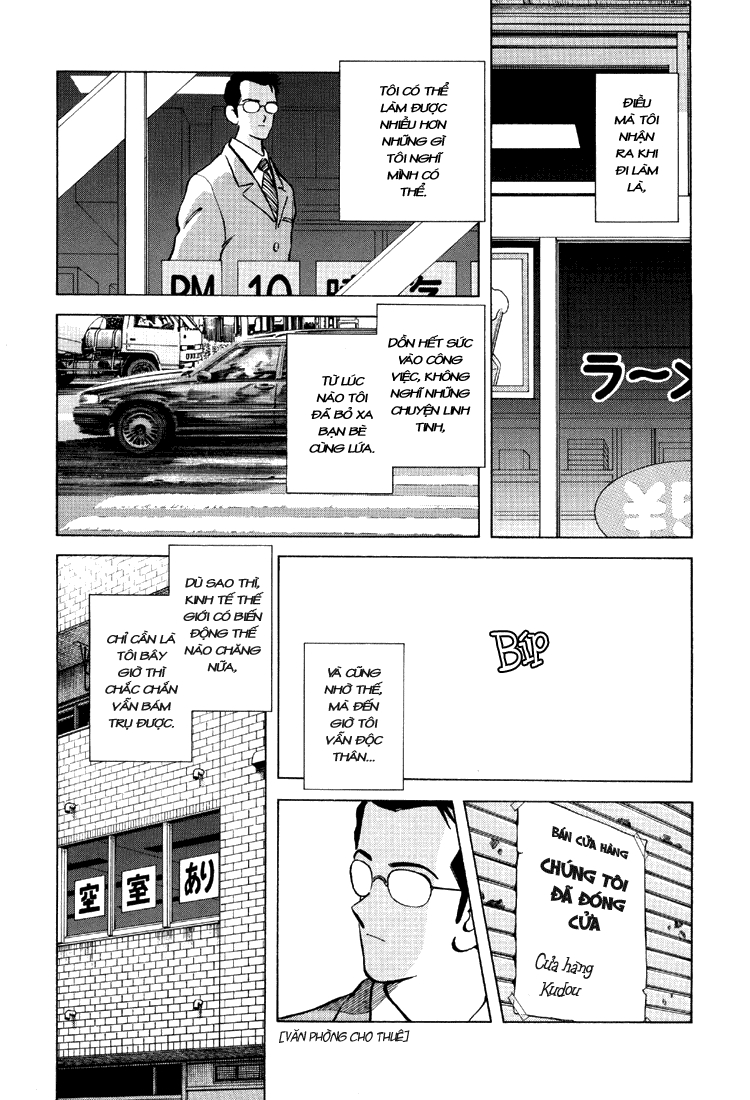 ĐIỀU
MÀ TÔI
NHẬN
RA KHI
ĐI LÀM
LÀ,
TÔI CÓ THỂ
LÀM ĐƯỢC
NHIỀU HƠN
NHỮNG GÌ
TÔI NGHĨ
MÌNH CÓ
THỂ.
PM 10 時
ラ〜メ
DỒN HẾT SỨC
VÀO CÔNG
VIỆC, KHÔNG
NGHĨ NHỮNG
CHUYỆN LINH
TINH,
TỪ LÚC
NÀO TÔI
ĐÃ BỎ XA
BẠN BÈ
CÙNG LỨA.
VÀ CŨNG
NHỜ THẾ,
MÀ ĐẾN
GIỜ TÔI
VẪN ĐỘC
THÂN...
BÍP
DÙ SAO THÌ,
KINH TẾ THẾ
GIỚI CÓ BIẾN
ĐỘNG THẾ
NÀO CHĂNG
NỮA,
CHỈ CẦN LÀ
TÔI BÂY
GIỜ THÌ
CHẮC CHẮN
VẪN BÁM
TRỤ ĐƯỢC.
BÁN CỬA HÀNG
CHÚNG TÔI
ĐÃ ĐÓNG
CỬA
Cửa hàng
Kudou
空室あり
[VĂN PHÒNG CHO THUÊ]